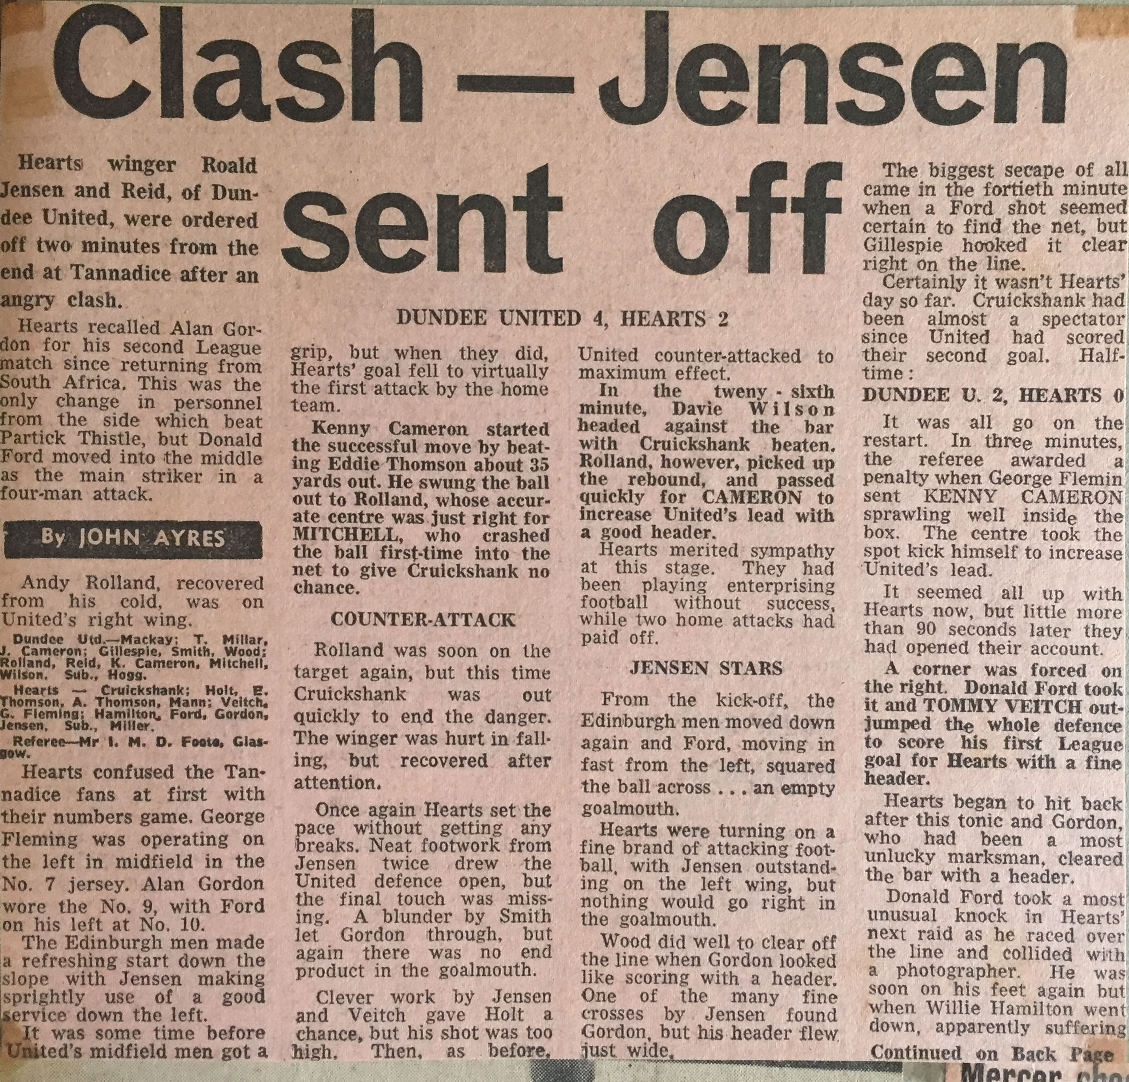 Clash — Jensen
sent off
Hearts winger Roald
Jensen and Reid, of Dun-
dee United, were ordered
off two minutes from the
end at Tannadice after an
angry clash.
Hearts recalled Alan Gor-
don for his second League
match since returning from
South Africa. This was the
only change in personnel
from the side which beat
Partick Thistle, but Donald
Ford moved into the middle
as the main striker in a
four-man attack.
By JOHN AYRES
Andy Rolland, recovered
from his cold, was on
United's right wing.
Dundee Utd.—Mackay; T. Millar,
J. Cameron; Gillespie, Smith, Wood;
Rolland, Reid, K. Cameron, Mitchell,
Wilson. Sub., Hogg.
Hearts — Cruickshank; Holt, E.
Thomson, A. Thomson, Mann; Veitch,
G. Fleming; Hamilton, Ford, Gordon,
Jensen, Sub., Miller.
Referee—Mr I. M. D. Foote, Glas-
gow.
Hearts confused the Tan-
nadice fans at first with
their numbers game. George
Fleming was operating on
the left in midfield in the
No. 7 jersey. Alan Gordon
wore the No. 9, with Ford
on his left at No. 10.
The Edinburgh men made
a refreshing start down the
slope with Jensen making
sprightly use of a good
service down the left.
It was some time before
United's midfield men got a
DUNDEE UNITED 4, HEARTS 2
grip, but when they did,
Hearts' goal fell to virtually
the first attack by the home
team.
Kenny Cameron started
the successful move by beat-
ing Eddie Thomson about 35
yards out. He swung the ball
out to Rolland, whose accur-
ate centre was just right for
MITCHELL, who crashed
the ball first-time into the
net to give Cruickshank no
chance.
COUNTER-ATTACK
Rolland was soon on the
target again, but this time
Cruickshank was out
quickly to end the danger.
The winger was hurt in fall-
ing, but recovered after
attention.
Once again Hearts set the
pace without getting any
breaks. Neat footwork from
Jensen twice drew the
United defence open, but
the final touch was miss-
ing. A blunder by Smith
let Gordon through, but
again there was no end
product in the goalmouth.
Clever work by Jensen
and Veitch gave Holt a
chance, but his shot was too
high. Then, as before,
United counter-attacked to
maximum effect.
In the tweny - sixth
minute, Davie Wilson
headed against the bar
with Cruickshank beaten.
Rolland, however, picked up
the rebound, and passed
quickly for CAMERON to
increase United's lead with
a good header.
Hearts merited sympathy
at this stage. They had
been playing enterprising
football without success,
while two home attacks had
paid off.
JENSEN STARS
From the kick-off, the
Edinburgh men moved down
again and Ford, moving in
fast from the left, squared
the ball across . . . an empty
goalmouth.
Hearts were turning on a
fine brand of attacking foot-
ball, with Jensen outstand-
ing on the left wing, but
nothing would go right in
the goalmouth.
Wood did well to clear off
the line when Gordon looked
like scoring with a header.
One of the many fine
crosses by Jensen found
Gordon, but his header flew
just wide.
The biggest secape of all
came in the fortieth minute
when a Ford shot seemed
certain to find the net, but
Gillespie hooked it clear
right on the line.
Certainly it wasn't Hearts'
day so far. Cruickshank had
been almost a spectator
since United had scored
their second goal. Half-
time :
DUNDEE U. 2, HEARTS 0
It was all go on the
restart. In three minutes,
the referee awarded a
penalty when George Flemin
sent KENNY CAMERON
sprawling well inside the
box. The centre took the
spot kick himself to increase
United's lead.
It seemed all up with
Hearts now, but little more
than 90 seconds later they
had opened their account.
A corner was forced on
the right. Donald Ford took
it and TOMMY VEITCH out-
jumped the whole defence
to score his first League
goal for Hearts with a fine
header.
Hearts began to hit back
after this tonic and Gordon,
who had been a most
unlucky marksman, cleared
the bar with a header.
Donald Ford took a most
unusual knock in Hearts'
next raid as he raced over
the line and collided with
a photographer. He was
soon on his feet again but
when Willie Hamilton went
down, apparently suffering
Continued on Back Page
Mercer